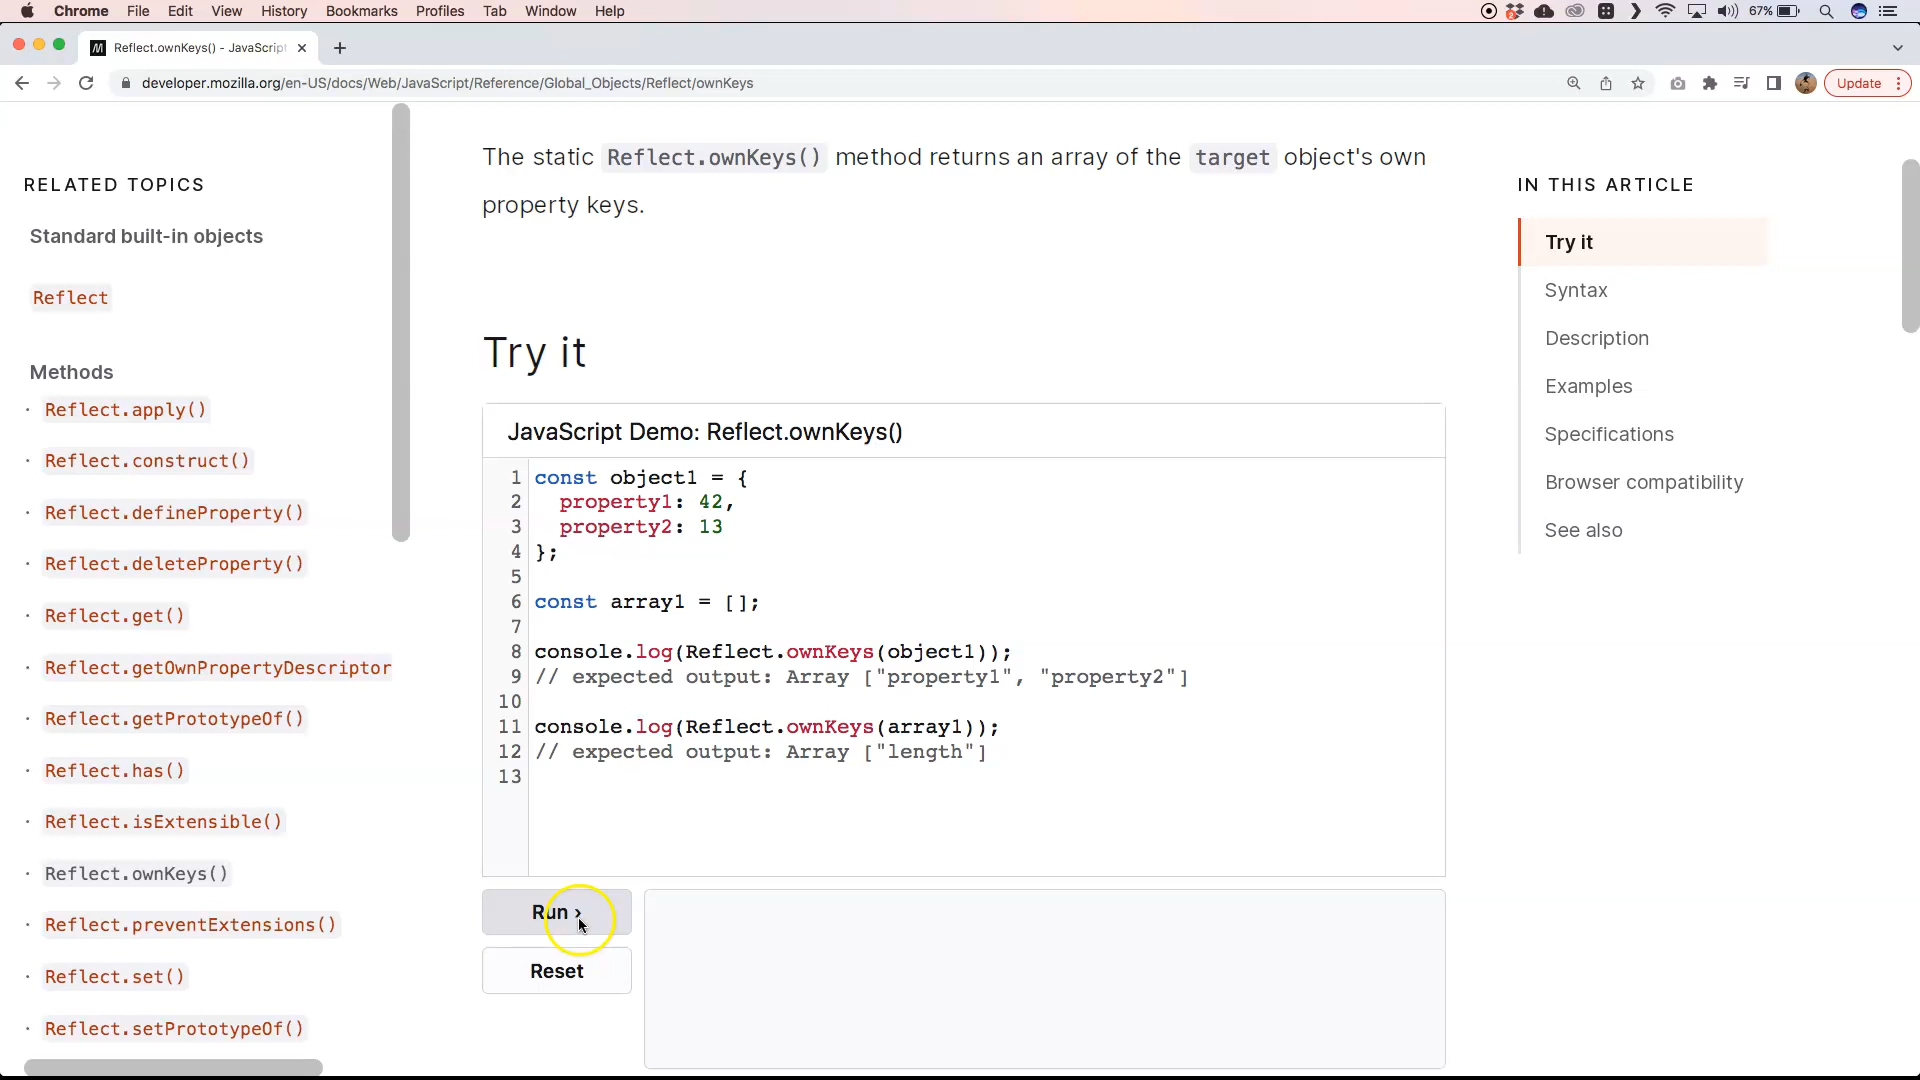 Chrome File Edit View History Bookmarks Profiles Tab Window Help 67%
Reflect.ownKeys() - JavaScript
developer.mozilla.org/en-US/docs/Web/JavaScript/Reference/Global_Objects/Reflect/ownKeys Update
RELATED TOPICS
Standard built-in objects
Reflect
Methods
Reflect.apply()
Reflect.construct()
Reflect.defineProperty()
Reflect.deleteProperty()
Reflect.get()
Reflect.getOwnPropertyDescriptor
Reflect.getPrototypeOf()
Reflect.has()
Reflect.isExtensible()
Reflect.ownKeys()
Reflect.preventExtensions()
Reflect.set()
Reflect.setPrototypeOf()
The static Reflect.ownKeys() method returns an array of the target object's own
property keys.
Try it
JavaScript Demo: Reflect.ownKeys()
1 const object1 = {
2 property1: 42,
3 property2: 13
4 };
5
6 const array1 = [];
7
8 console.log(Reflect.ownKeys(object1));
9 // expected output: Array ["property1", "property2"]
10
11 console.log(Reflect.ownKeys(array1));
12 // expected output: Array ["length"]
13
Run ›
Reset
IN THIS ARTICLE
Try it
Syntax
Description
Examples
Specifications
Browser compatibility
See also